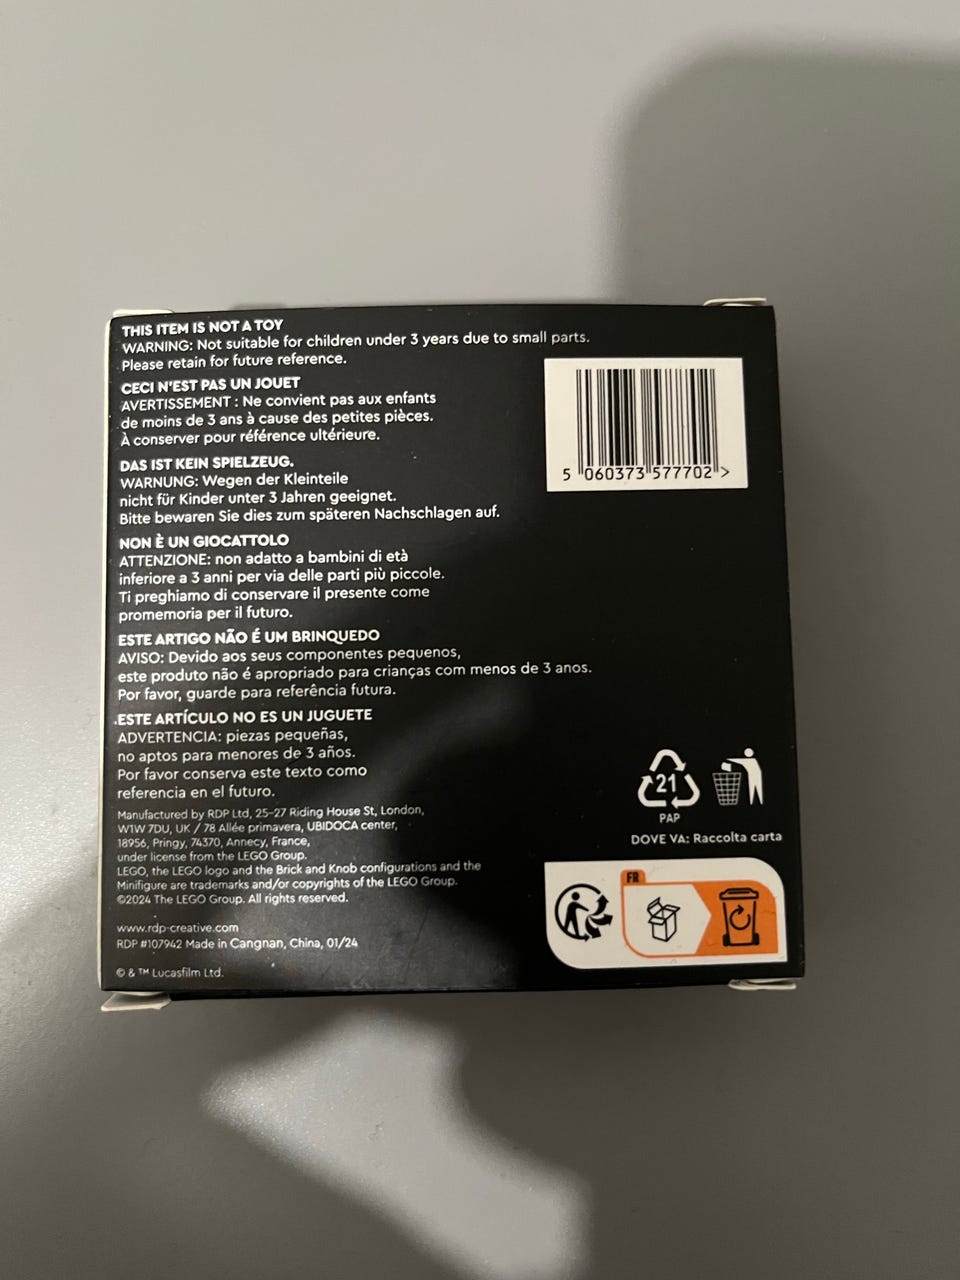 THIS ITEM IS NOT A TOY
WARNING: Not suitable for children under 3 years due to small parts.
Please retain for future reference.
CECI N'EST PAS UN JOUET
AVERTISSEMENT : Ne convient pas aux enfants
de moins de 3 ans à cause des petites pièces.
À conserver pour référence ultérieure.
DAS IST KEIN SPIELZEUG.
WARNUNG: Wegen der Kleinteile
nicht für Kinder unter 3 Jahren geeignet.
Bitte bewaren Sie dies zum späteren Nachschlagen auf.
NON È UN GIOCATTOLO
ATTENZIONE: non adatto a bambini di età
inferiore a 3 anni per via delle parti più piccole.
Ti preghiamo di conservare il presente come
promemoria per il futuro.
ESTE ARTIGO NÃO É UM BRINQUEDO
AVISO: Devido aos seus componentes pequenos,
este produto não é apropriado para crianças com menos de 3 anos.
Por favor, guarde para referência futura.
ESTE ARTÍCULO NO ES UN JUGUETE
ADVERTENCIA: piezas pequeñas,
no aptos para menores de 3 años.
Por favor conserva este texto como
referencia en el futuro.
Manufactured by RDP Ltd, 25-27 Riding House St, London,
W1W 7DU, UK / 78 Allée primavera, UBIDOCA center,
18956, Pringy, 74370, Annecy, France,
under license from the LEGO Group.
LEGO, the LEGO logo and the Brick and Knob configurations and the
Minifigure are trademarks and/or copyrights of the LEGO Group.
©2024 The LEGO Group. All rights reserved.
www.rdp-creative.com
RDP #107942 Made in Cangnan, China, 01/24
© & ™ Lucasfilm Ltd.
5 060373 577702 >
21
PAP
DOVE VA: Raccolta carta
FR